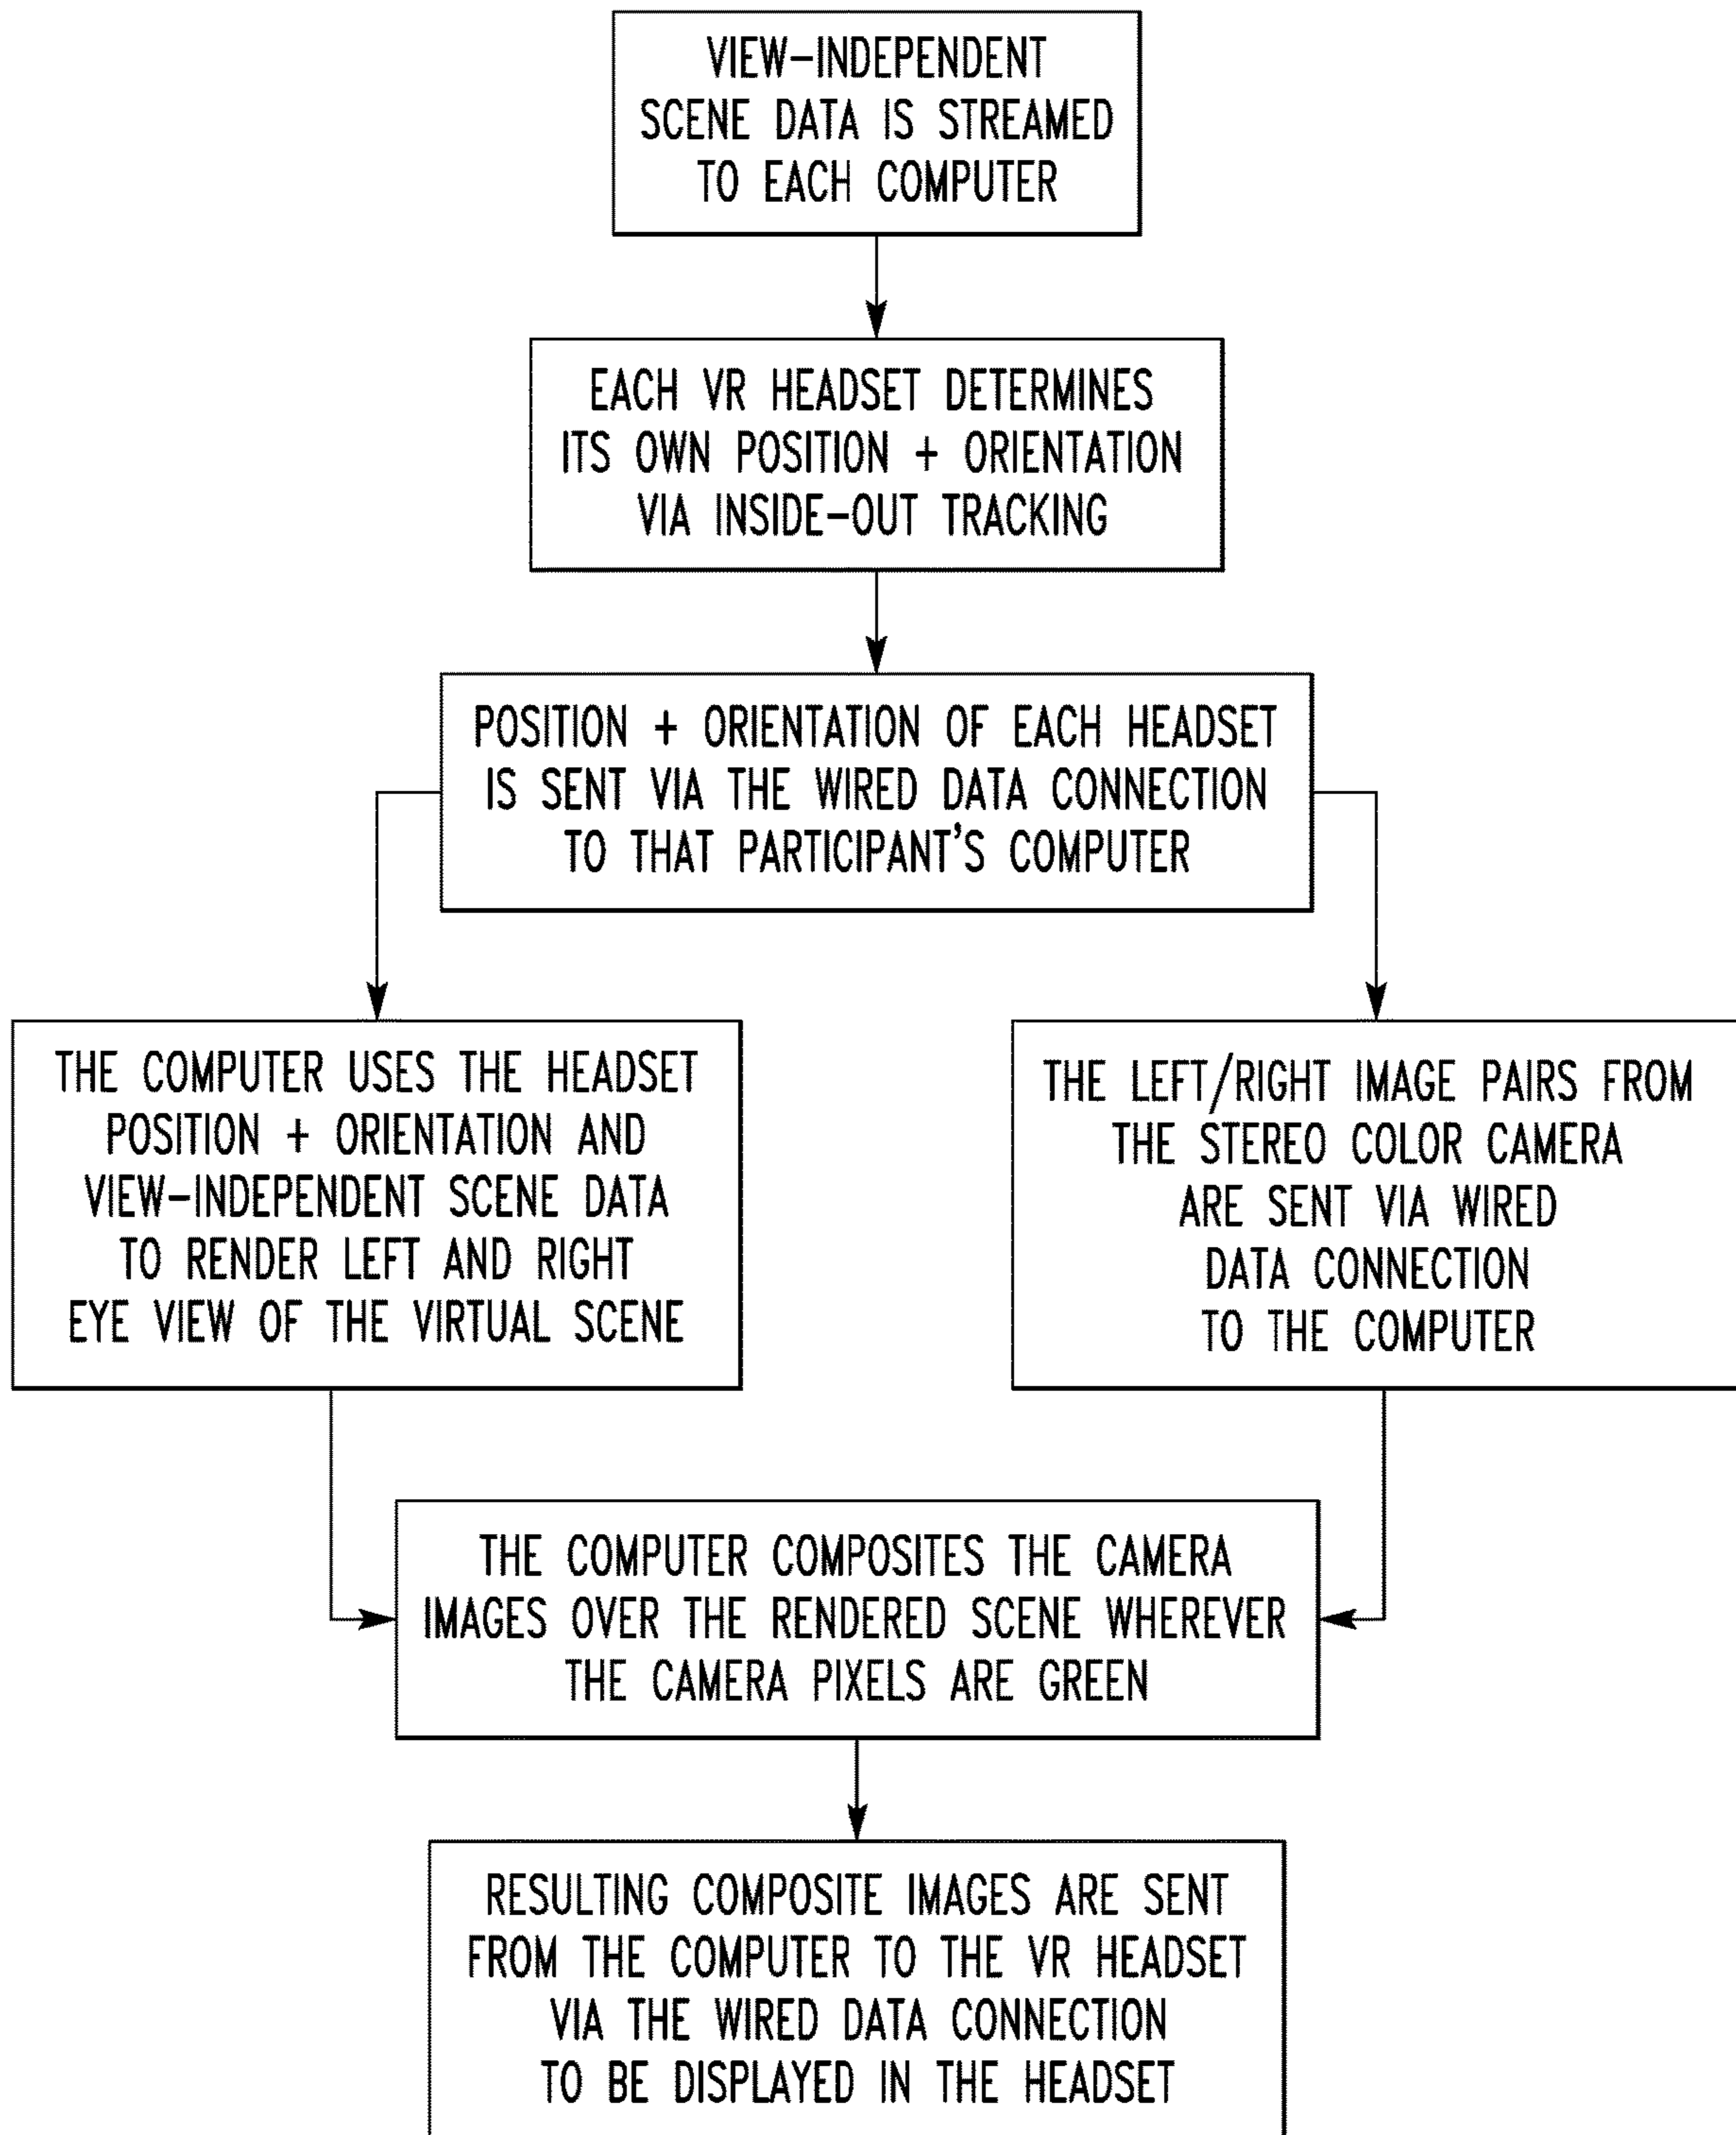 VIEW-INDEPENDENT
SCENE DATA IS STREAMED
TO EACH COMPUTER
EACH VR HEADSET DETERMINES
ITS OWN POSITION + ORIENTATION
VIA INSIDE-OUT TRACKING
POSITION + ORIENTATION OF EACH HEADSET
IS SENT VIA THE WIRED DATA CONNECTION
TO THAT PARTICIPANT'S COMPUTER
THE COMPUTER USES THE HEADSET
POSITION + ORIENTATION AND
VIEW-INDEPENDENT SCENE DATA
TO RENDER LEFT AND RIGHT
EYE VIEW OF THE VIRTUAL SCENE
THE LEFT/RIGHT IMAGE PAIRS FROM
THE STEREO COLOR CAMERA
ARE SENT VIA WIRED
DATA CONNECTION
TO THE COMPUTER
THE COMPUTER COMPOSITES THE CAMERA
IMAGES OVER THE RENDERED SCENE WHEREVER
THE CAMERA PIXELS ARE GREEN
RESULTING COMPOSITE IMAGES ARE SENT
FROM THE COMPUTER TO THE VR HEADSET
VIA THE WIRED DATA CONNECTION
TO BE DISPLAYED IN THE HEADSET